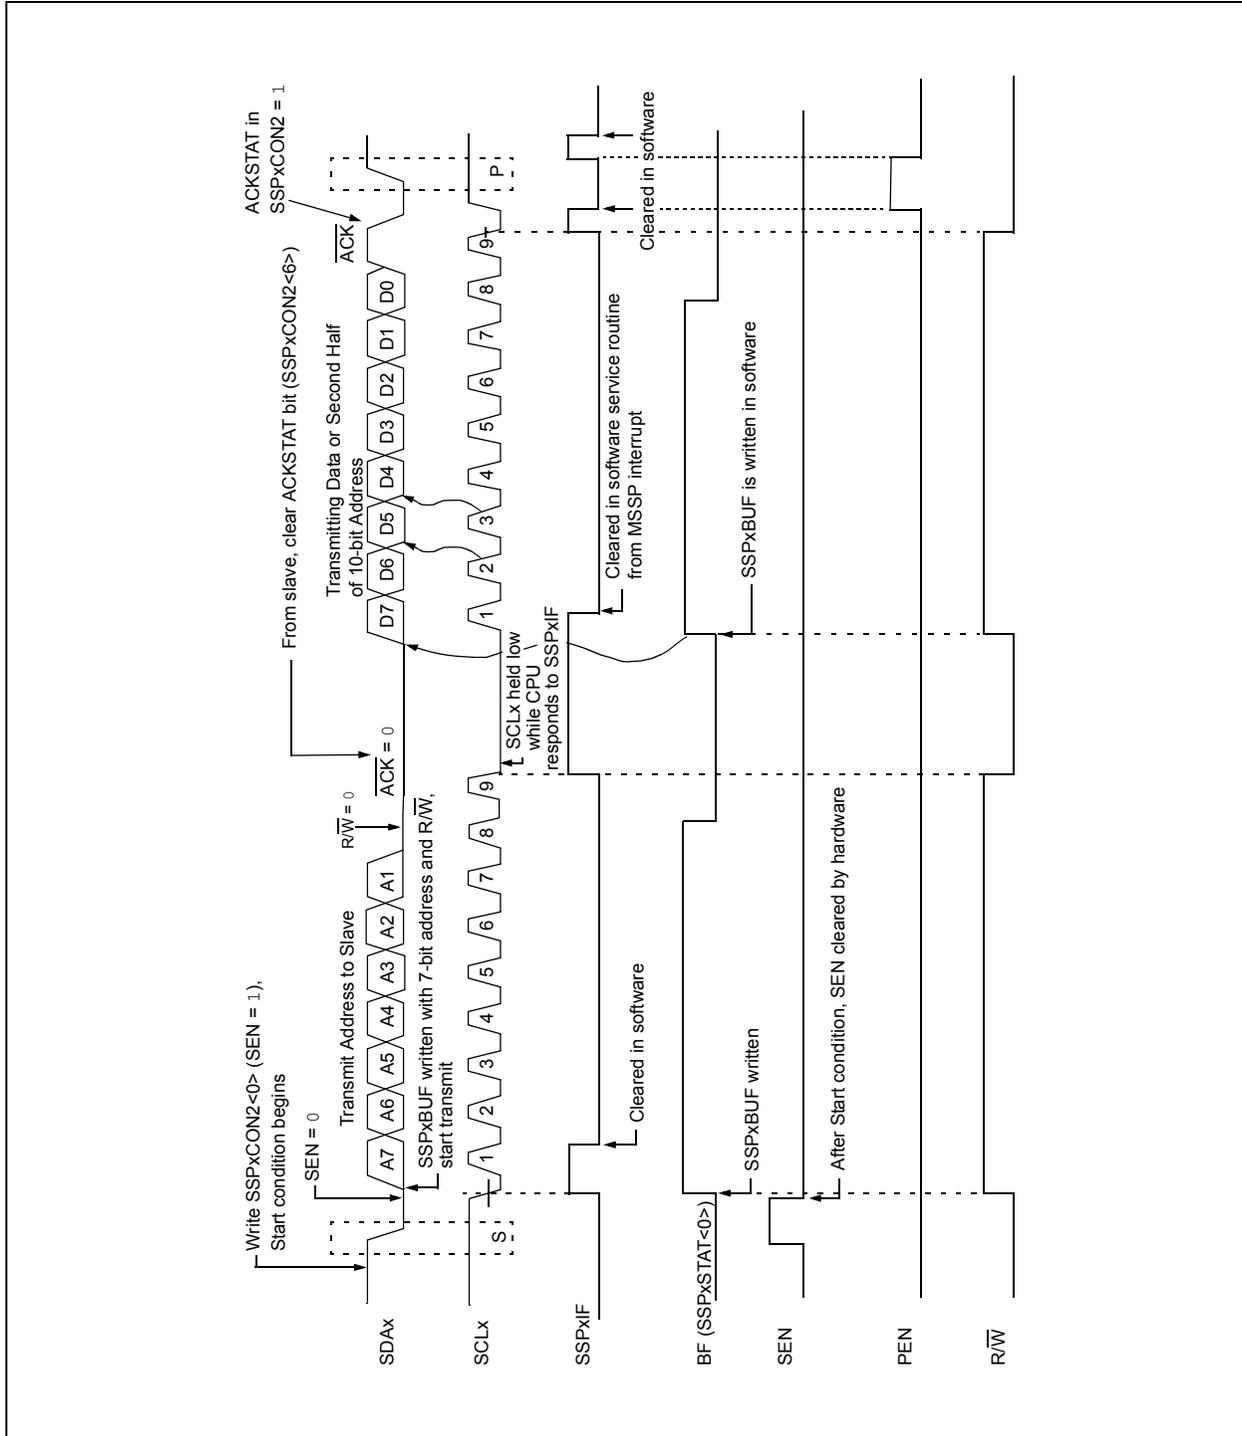 Write SSPxCON2<0> (SEN = 1),
Start condition begins
SEN = 0
From slave, clear ACKSTAT bit (SSPxCON2<6>)
ACKSTAT in
SSPxCON2 = 1
Transmit Address to Slave
R/W̅ = 0
A̅C̅K̅ = 0
Transmitting Data or Second Half
of 10-bit Address
A̅C̅K̅
SDAx
A7 A6 A5 A4 A3 A2 A1
D7 D6 D5 D4 D3 D2 D1 D0
SSPxBUF written with 7-bit address and R/W̅,
start transmit
SCLx
S
1 2 3 4 5 6 7 8 9
1 2 3 4 5 6 7 8 9
P
SCLx held low
while CPU
responds to SSPxIF
SSPxIF
Cleared in software
Cleared in software service routine
from MSSP interrupt
Cleared in software
BF (SSPxSTAT<0>)
SSPxBUF written
SSPxBUF is written in software
SEN
After Start condition, SEN cleared by hardware
PEN
R/W̅